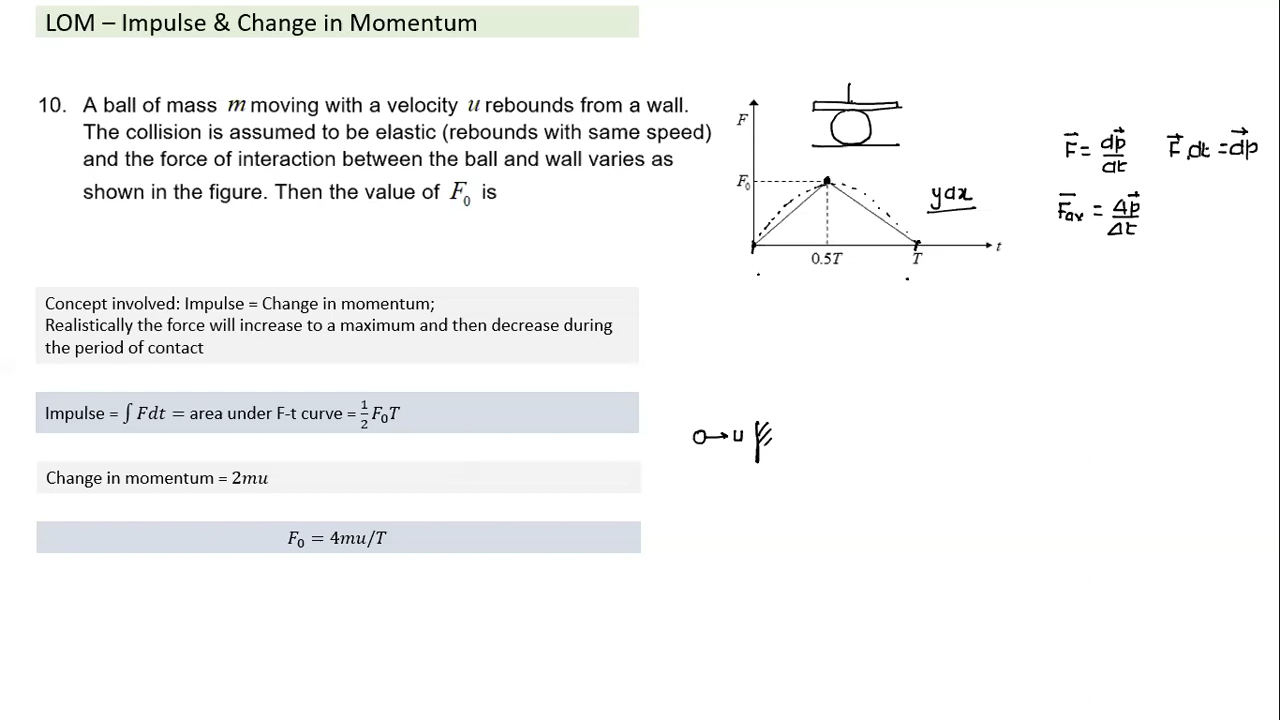 LOM – Impulse & Change in Momentum
10. A ball of mass m moving with a velocity u rebounds from a wall.
The collision is assumed to be elastic (rebounds with same speed)
and the force of interaction between the ball and wall varies as
shown in the figure. Then the value of F₀ is
F
F₀
0.5T
T
t
ydx
F⃗ = dp⃗/dt F⃗.dt = dp⃗
F⃗av = Δp⃗/Δt
Concept involved: Impulse = Change in momentum;
Realistically the force will increase to a maximum and then decrease during
the period of contact
Impulse = ∫ Fdt = area under F-t curve = ½ F₀T
Change in momentum = 2mu
F₀ = 4mu/T
u